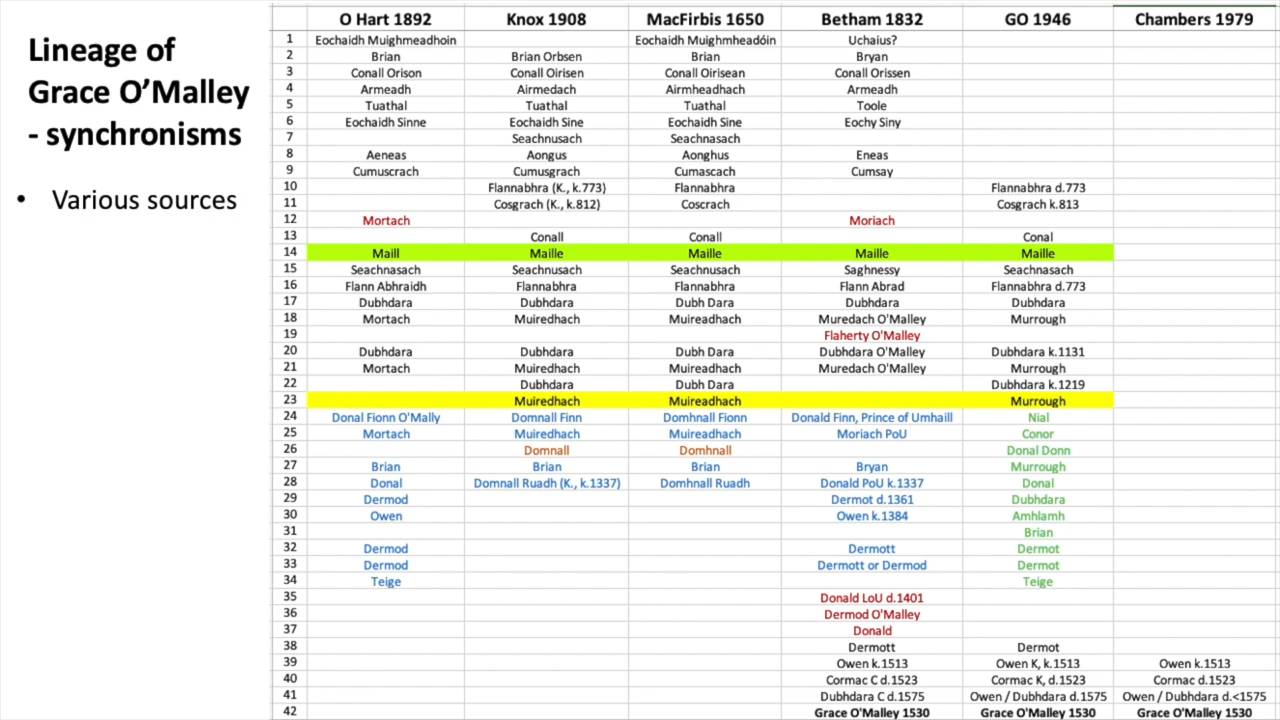 Lineage of
Grace O'Malley
- synchronisms
• Various sources
O Hart 1892 Knox 1908 MacFirbis 1650 Betham 1832 GO 1946 Chambers 1979
1 Eochaidh Muighmeadhoin Eochaidh Muighmheadóin Uchaius?
2 Brian Brian Orbsen Brian Bryan
3 Conall Orison Conall Oirisen Conall Oirisean Conall Orissen
4 Armeadh Airmedach Airmheadhach Armeadh
5 Tuathal Tuathal Tuathal Toole
6 Eochaidh Sinne Eochaidh Sine Eochaidh Sine Eochy Siny
7 Seachnusach Seachnasach
8 Aeneas Aongus Aonghus Eneas
9 Cumuscrach Cumusgrach Cumascach Cumsay
10 Flannabhra (K., k.773) Flannabhra Flannabhra d.773
11 Cosgrach (K., k.812) Coscrach Cosgrach k.813
12 Mortach Moriach
13 Conall Conall Conal
14 Maill Maille Maille Maille Maille
15 Seachnasach Seachnusach Seachnusach Saghnessy Seachnasach
16 Flann Abhraidh Flannabhra Flannabhra Flann Abrad Flannabhra d.773
17 Dubhdara Dubhdara Dubh Dara Dubhdara Dubhdara
18 Mortach Muiredhach Muireadhach Muredach O'Malley Murrough
19 Flaherty O'Malley
20 Dubhdara Dubhdara Dubh Dara Dubhdara O'Malley Dubhdara k.1131
21 Mortach Muiredhach Muireadhach Muredach O'Malley Murrough
22 Dubhdara Dubh Dara Dubhdara k.1219
23 Muiredhach Muireadhach Murrough
24 Donal Fionn O'Mally Domnall Finn Domhnall Fionn Donald Finn, Prince of Umhaill Nial
25 Mortach Muiredhach Muireadhach Moriach PoU Conor
26 Domnall Domhnall Donal Donn
27 Brian Brian Brian Bryan Murrough
28 Donal Domnall Ruadh (K., k.1337) Domhnall Ruadh Donald PoU k.1337 Donal
29 Dermod Dermot d.1361 Dubhdara
30 Owen Owen k.1384 Amhlamh
31 Brian
32 Dermod Dermott Dermot
33 Dermod Dermott or Dermod Dermot
34 Teige Teige
35 Donald LoU d.1401
36 Dermod O'Malley
37 Donald
38 Dermott Dermot
39 Owen k.1513 Owen K, k.1513 Owen k.1513
40 Cormac C d.1523 Cormac K, d.1523 Cormac d.1523
41 Dubhdara C d.1575 Owen / Dubhdara d.1575 Owen / Dubhdara d.<1575
42 Grace O'Malley 1530 Grace O'Malley 1530 Grace O'Malley 1530